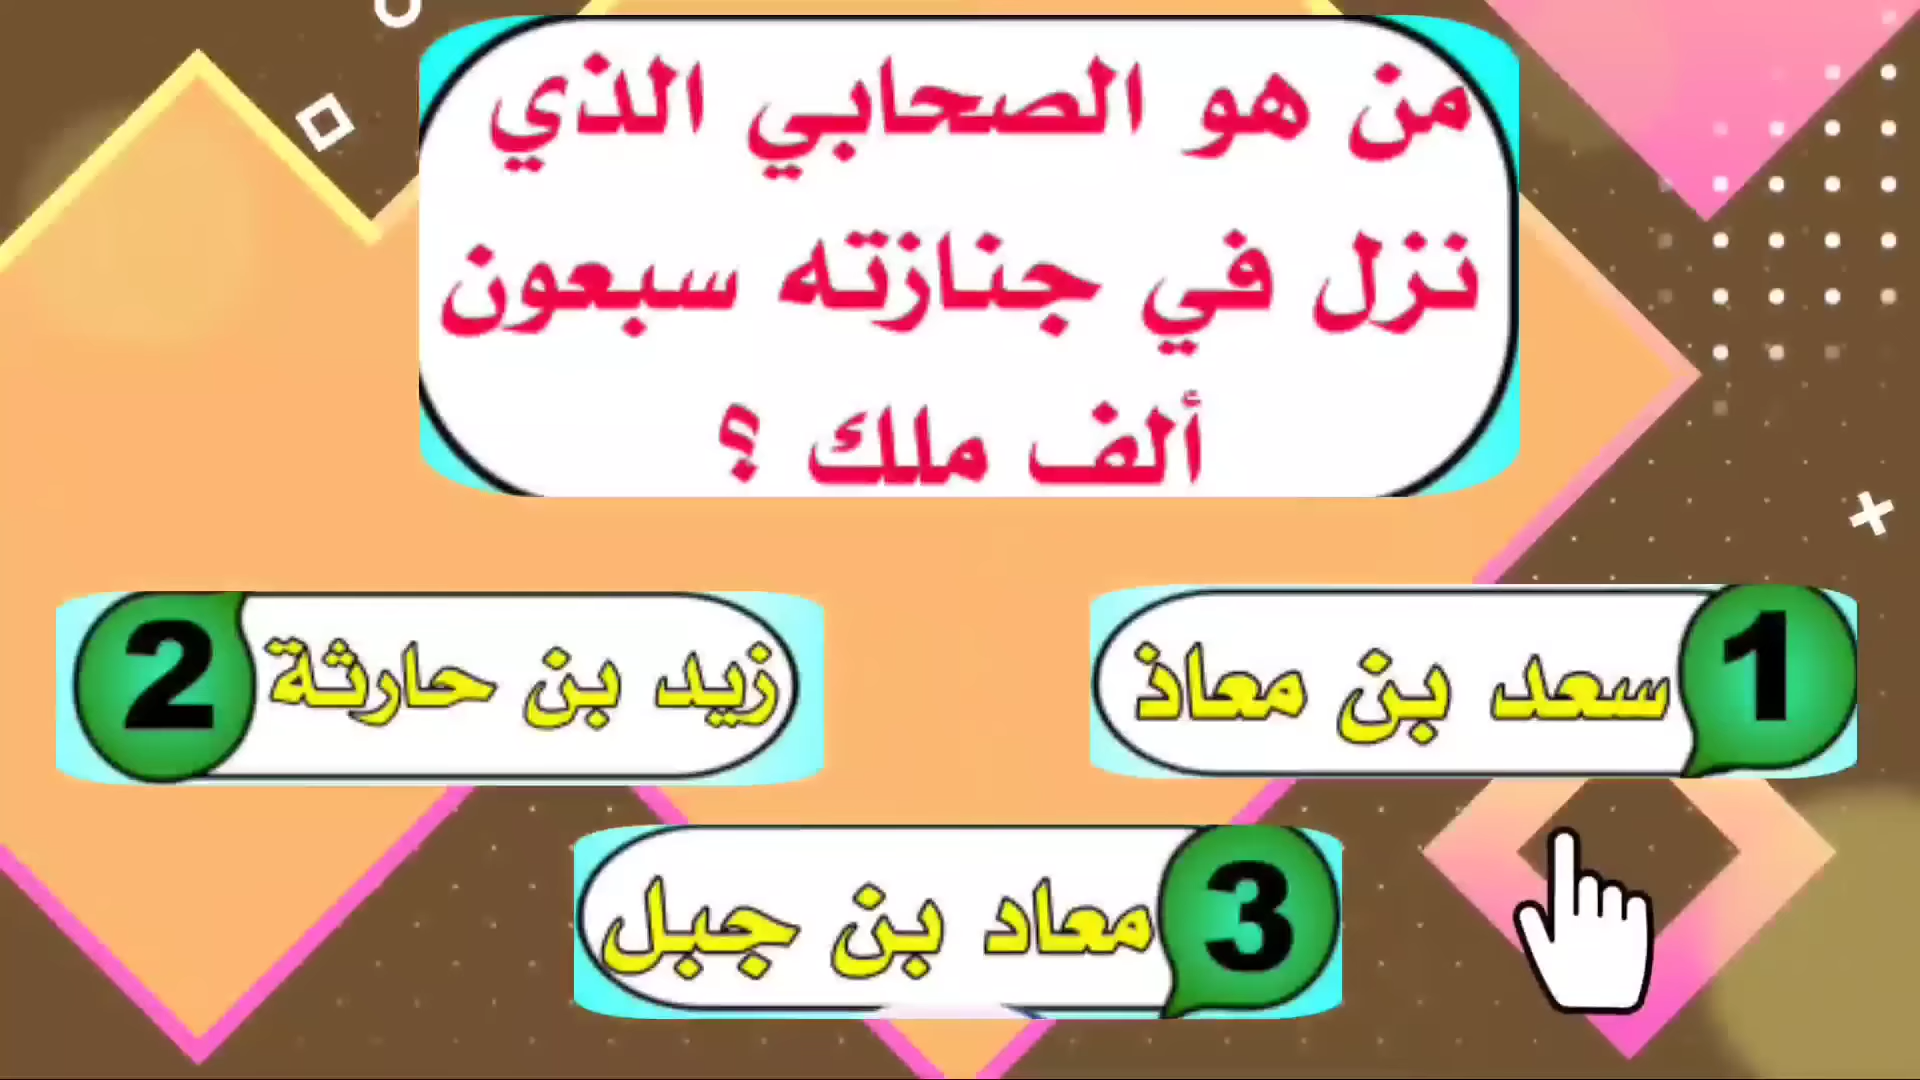 من هو الصحابي الذي
نزل في جنازته سبعون
ألف ملك ؟
1 سعد بن معاذ
زيد بن حارثة 2
3 معاد بن جبل